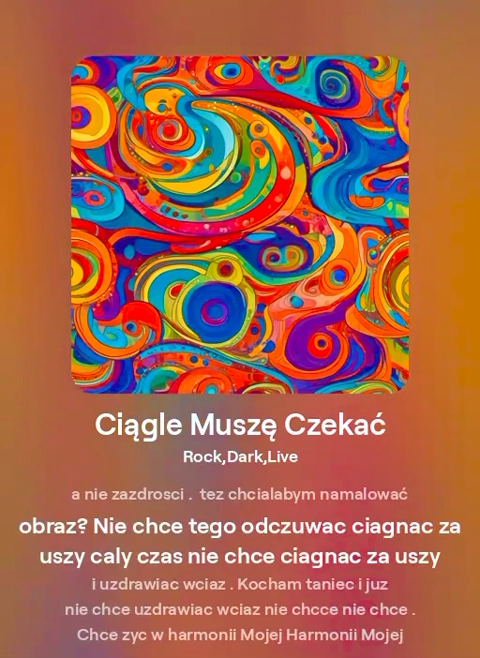 Ciągle Muszę Czekać
Rock,Dark,Live
a nie zazdrosci . tez chcialabym namalować
obraz? Nie chce tego odczuwac ciagnac za
uszy caly czas nie chce ciagnac za uszy
i uzdrawiac wciaz . Kocham taniec i juz
nie chce uzdrawiac wciaz nie chcce nie chce .
Chce zyc w harmonii Mojej Harmonii Mojej